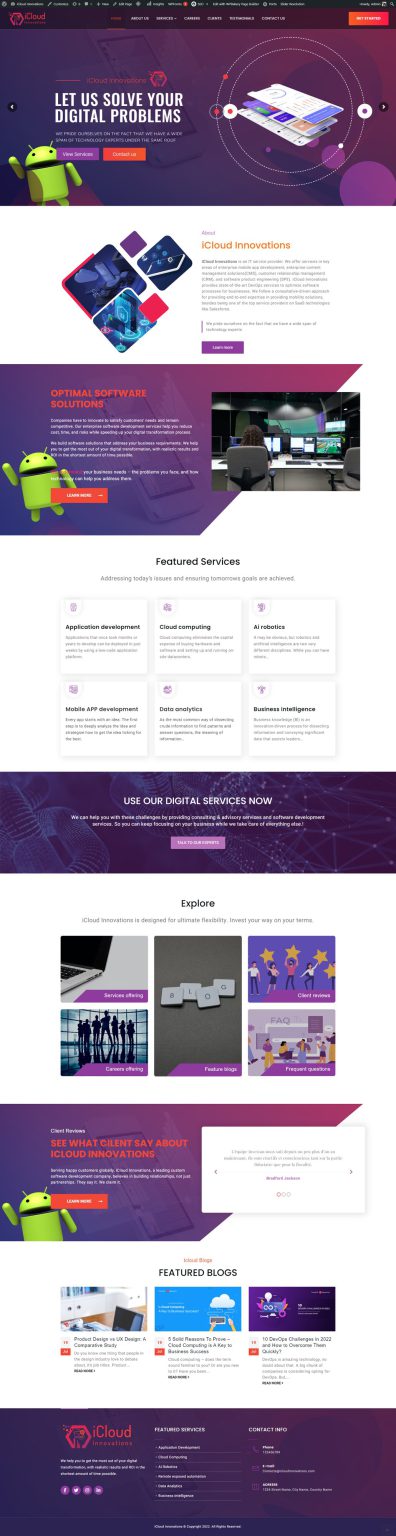 iCloud Innovations
Customize
Edit Page
Insights
WPForms
SEO
Edit with WPBakery Page Builder
Porto
Slider Revolution
iCloud
Innovations
HOME
ABOUT US
SERVICES
CAREERS
CLIENTS
TESTIMONIALS
CONTACT US
GET STARTED
iCloud Innovations
LET US SOLVE YOUR
DIGITAL PROBLEMS
WE PRIDE OURSELVES ON THE FACT THAT WE HAVE A WIDE
SPAN OF TECHNOLOGY EXPERTS UNDER THE SAME ROOF
View Services
Contact us
About
iCloud Innovations
iCloud Innovations is an IT service provider. We offer services in key
areas of enterprise mobile app development, enterprise content
management solutions(CMS), customer relationship management
(CRM), and software product engineering (SPE). iCloud Innovations
provides state-of-the-art DevOps services to optimize software
processes for businesses. We follow a consultative-driven approach
for providing end-to-end expertise in providing mobility solutions,
besides being one of the top service providers on SaaS technologies
like Salesforce.
We pride ourselves on the fact that we have a wide span of
technology experts
Learn more
OPTIMAL SOFTWARE
SOLUTIONS
Companies have to innovate to satisfy customers' needs and remain
competitive. Our enterprise software development services help you reduce
cost, time, and risks while speeding up your digital transformation process.
We build software solutions that address your business requirements: We help
you to get the most out of your digital transformation, with realistic results and
ROI in the shortest amount of time possible.
your business needs – the problems you face, and how
technology can help you address them.
LEARN MORE
Featured Services
Addressing today's issues and ensuring tomorrows goals are achieved.
Application development
Applications that once took months or
years to develop can be deployed in just
weeks by using a low-code application
platform.
Cloud computing
Cloud computing eliminates the capital
expense of buying hardware and
software and setting up and running on-
site datacenters.
AI robotics
It may be obvious, but robotics and
artificial intelligence are two very
different disciplines. While you can have
robots...
Mobile APP development
Every app starts with an idea. The first
step is to deeply analyze the idea and
strategize how to get the idea ticking for
the best.
Data analytics
As the most common way of dissecting
crude information to find patterns and
answer questions, the meaning of
information...
Business intelligence
Business knowledge (BI) is an
innovation-driven process for dissecting
information and conveying significant
data that assists leaders...
USE OUR DIGITAL SERVICES NOW
We can help you with these challenges by providing consulting & advisory services and software development
services. So you can keep focusing on your business while we take care of everything else.!
TALK TO OUR EXPERTS
Explore
iCloud Innovations is designed for ultimate flexibility. Invest your way on your terms.
Services offering
BLOG
Client reviews
Careers offering
Feature blogs
FAQ
Frequent questions
Client Reviews
SEE WHAT CILENT SAY ABOUT
ICLOUD INNOVATIONS
Serving happy customers globally, iCloud Innovations, a leading custom
software development company, believes in building relationships, not just
partnerships. They say it. We claim it.
LEARN MORE
Bradford Jackson
Icloud Blogs
FEATURED BLOGS
19
Jul
Product Design vs UX Design: A
Comparative Study
Do you know one thing that people in
the design industry love to debate
about; it's job titles. Product...
READ MORE
19
Jul
5 Solid Reasons To Prove –
Cloud Computing is A Key to
Business Success
Cloud computing – does the term
sound familiar to you? Or are you new
to it? Have you been...
READ MORE
19
Jul
10 DevOps Challenges In 2022
and How to Overcome Them
Quickly?
DevOps is amazing technology, no
doubt about that. A big chunk of
companies is considering opting for
DevOps. But,...
READ MORE
iCloud
Innovations
We help you to get the most out of your digital
transformation, with realistic results and ROI in the
shortest amount of time possible.
FEATURED SERVICES
Application Development
Cloud Computing
AI Robotics
Remote exposed automation
Data Analytics
Business intelligence
CONTACT INFO
Phone
123456789
E-mail
ADRRESS
1234 Street Name, City Name, Country Name
iCloud Innovations © Copyright 2022. All Rights Reserved.